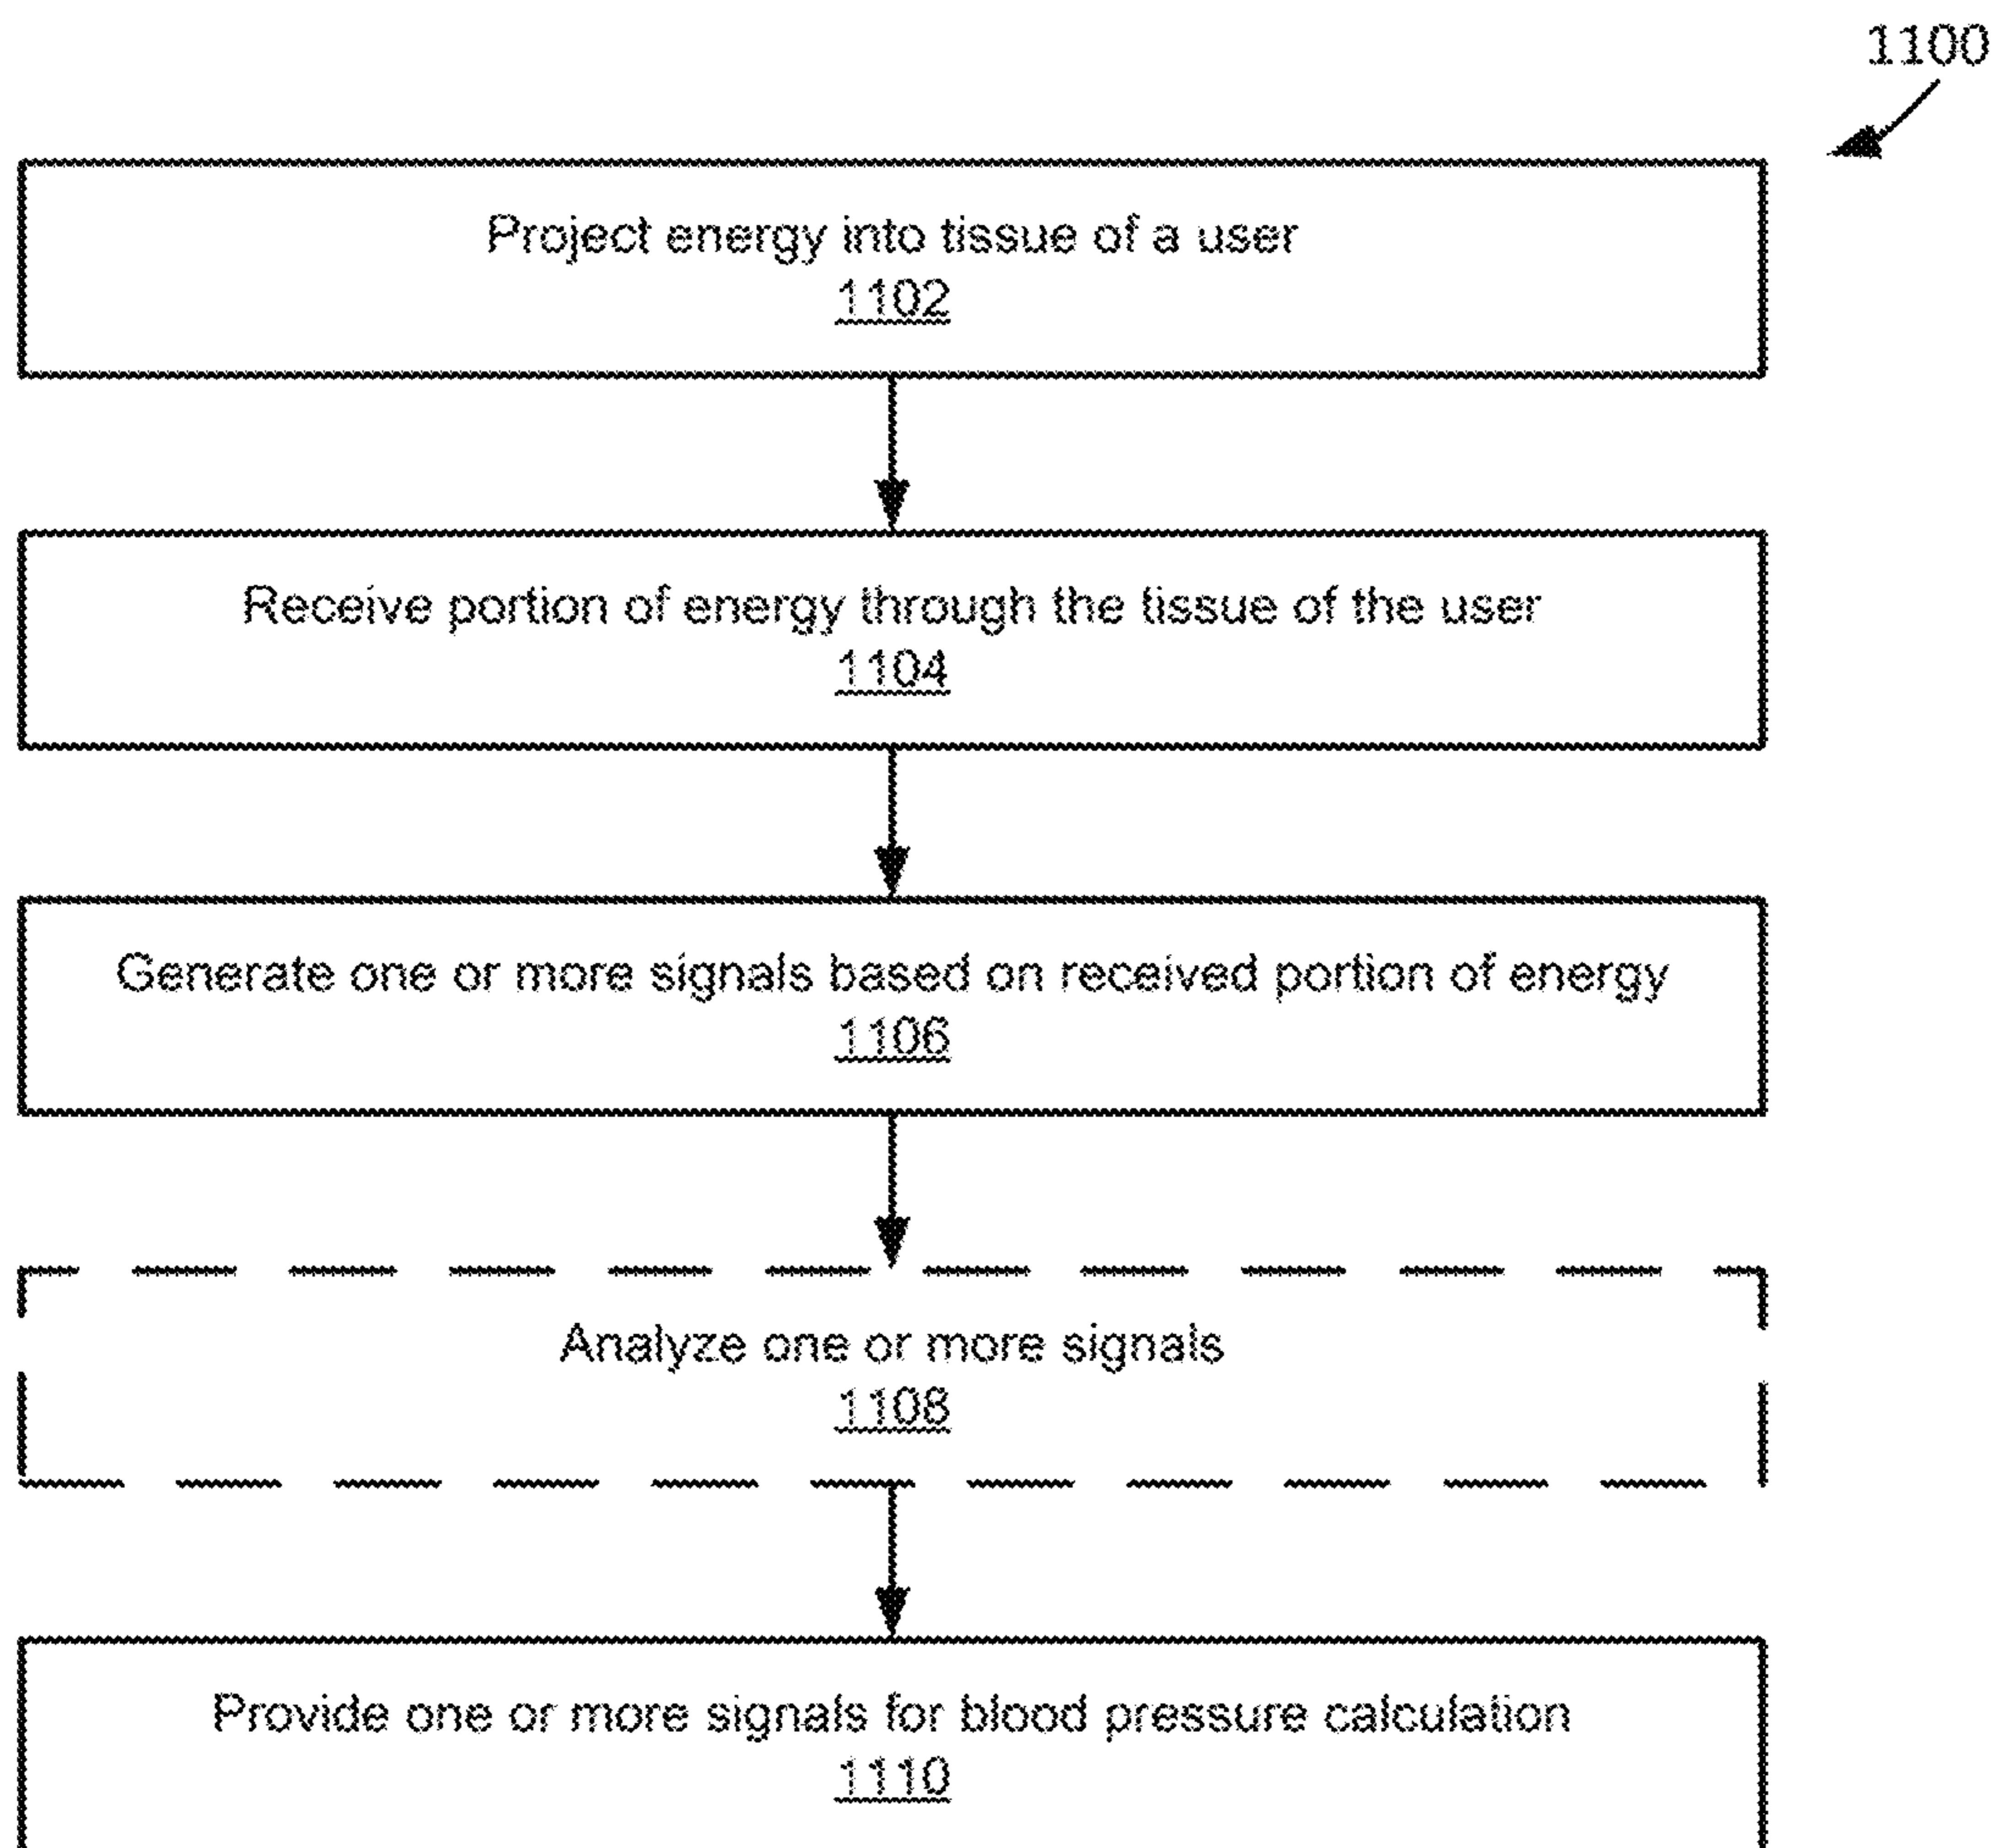 1100
Project energy into tissue of a user
1102
Receive portion of energy through the tissue of the user
1104
Generate one or more signals based on received portion of energy
1106
Analyze one or more signals
1108
Provide one or more signals for blood pressure calculation
1110